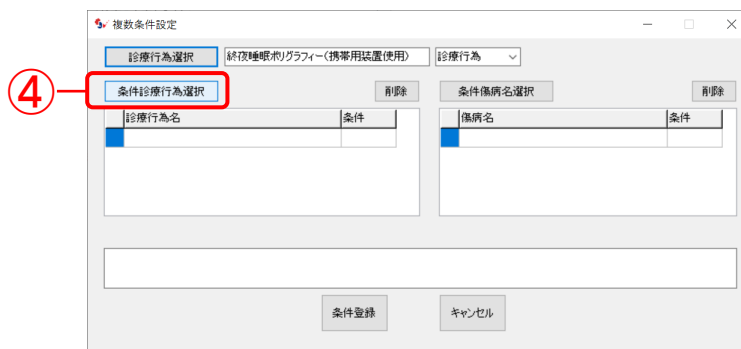 複数条件設定
診療行為選択 終夜睡眠ポリグラフィー(携帯用装置使用) 診療行為
④ 条件診療行為選択 削除 条件傷病名選択 削除
診療行為名 条件 傷病名 条件
条件登録 キャンセル